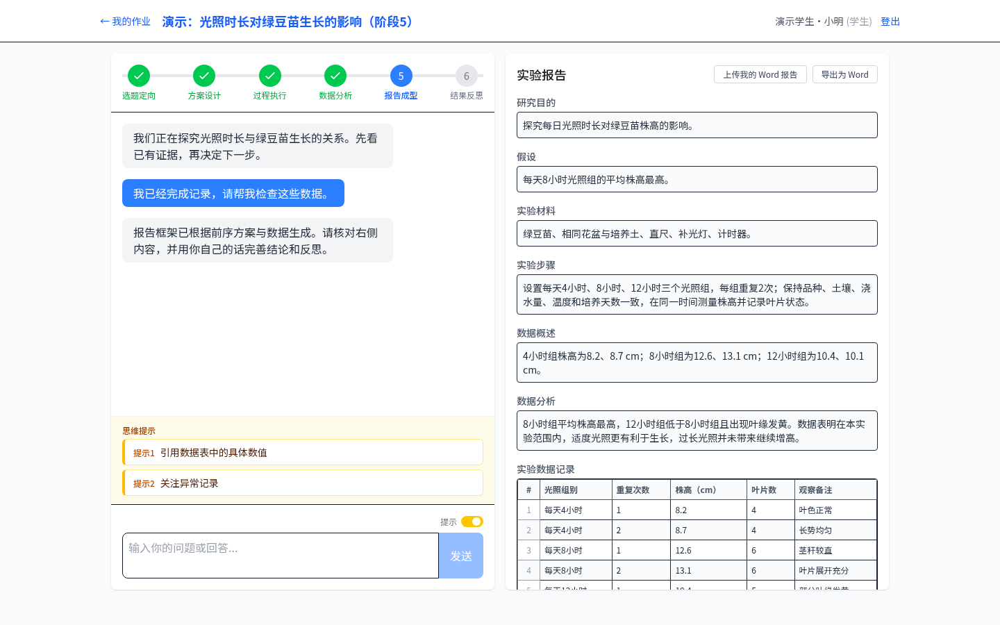 ← 我的作业
演示：光照时长对绿豆苗生长的影响（阶段5）
演示学生・小明 (学生)
登出
选题定向
方案设计
过程执行
数据分析
5
报告成型
6
结果反思
我们正在探究光照时长与绿豆苗生长的关系。先看
已有证据，再决定下一步。
我已经完成记录，请帮我检查这些数据。
报告框架已根据前序方案与数据生成。请核对右侧
内容，并用你自己的话完善结论和反思。
思维提示
提示1 引用数据表中的具体数值
提示2 关注异常记录
提示
输入你的问题或回答...
发送
实验报告
上传我的 Word 报告
导出为 Word
研究目的
探究每日光照时长对绿豆苗株高的影响。
假设
每天8小时光照组的平均株高最高。
实验材料
绿豆苗、相同花盆与培养土、直尺、补光灯、计时器。
实验步骤
设置每天4小时、8小时、12小时三个光照组，每组重复2次；保持品种、土壤、浇
水量、温度和培养天数一致，在同一时间测量株高并记录叶片状态。
数据概述
4小时组株高为8.2、8.7 cm；8小时组为12.6、13.1 cm；12小时组为10.4、10.1
cm。
数据分析
8小时组平均株高最高，12小时组低于8小时组且出现叶缘发黄。数据表明在本实
验范围内，适度光照更有利于生长，过长光照并未带来继续增高。
实验数据记录
# 光照组别 重复次数 株高（cm） 叶片数 观察备注
1 每天4小时 1 8.2 4 叶色正常
2 每天4小时 2 8.7 4 长势均匀
3 每天8小时 1 12.6 6 茎秆较直
4 每天8小时 2 13.1 6 叶片展开充分